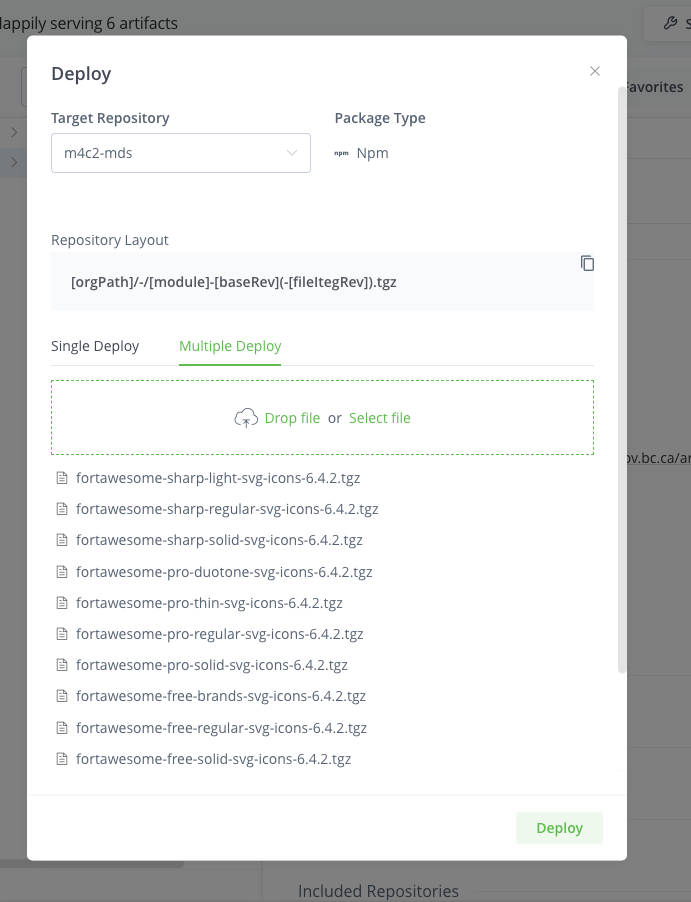 appily serving 6 artifacts
Deploy
avorites
Target Repository
Package Type
m4c2-mds
npm Npm
Repository Layout
[orgPath]/-/[module]-[baseRev](-[fileItegRev]).tgz
Single Deploy
Multiple Deploy
Drop file or Select file
ov.bc.ca/ar
fortawesome-sharp-light-svg-icons-6.4.2.tgz
fortawesome-sharp-regular-svg-icons-6.4.2.tgz
fortawesome-sharp-solid-svg-icons-6.4.2.tgz
fortawesome-pro-duotone-svg-icons-6.4.2.tgz
fortawesome-pro-thin-svg-icons-6.4.2.tgz
fortawesome-pro-regular-svg-icons-6.4.2.tgz
fortawesome-pro-solid-svg-icons-6.4.2.tgz
fortawesome-free-brands-svg-icons-6.4.2.tgz
fortawesome-free-regular-svg-icons-6.4.2.tgz
fortawesome-free-solid-svg-icons-6.4.2.tgz
Deploy
Included Repositories